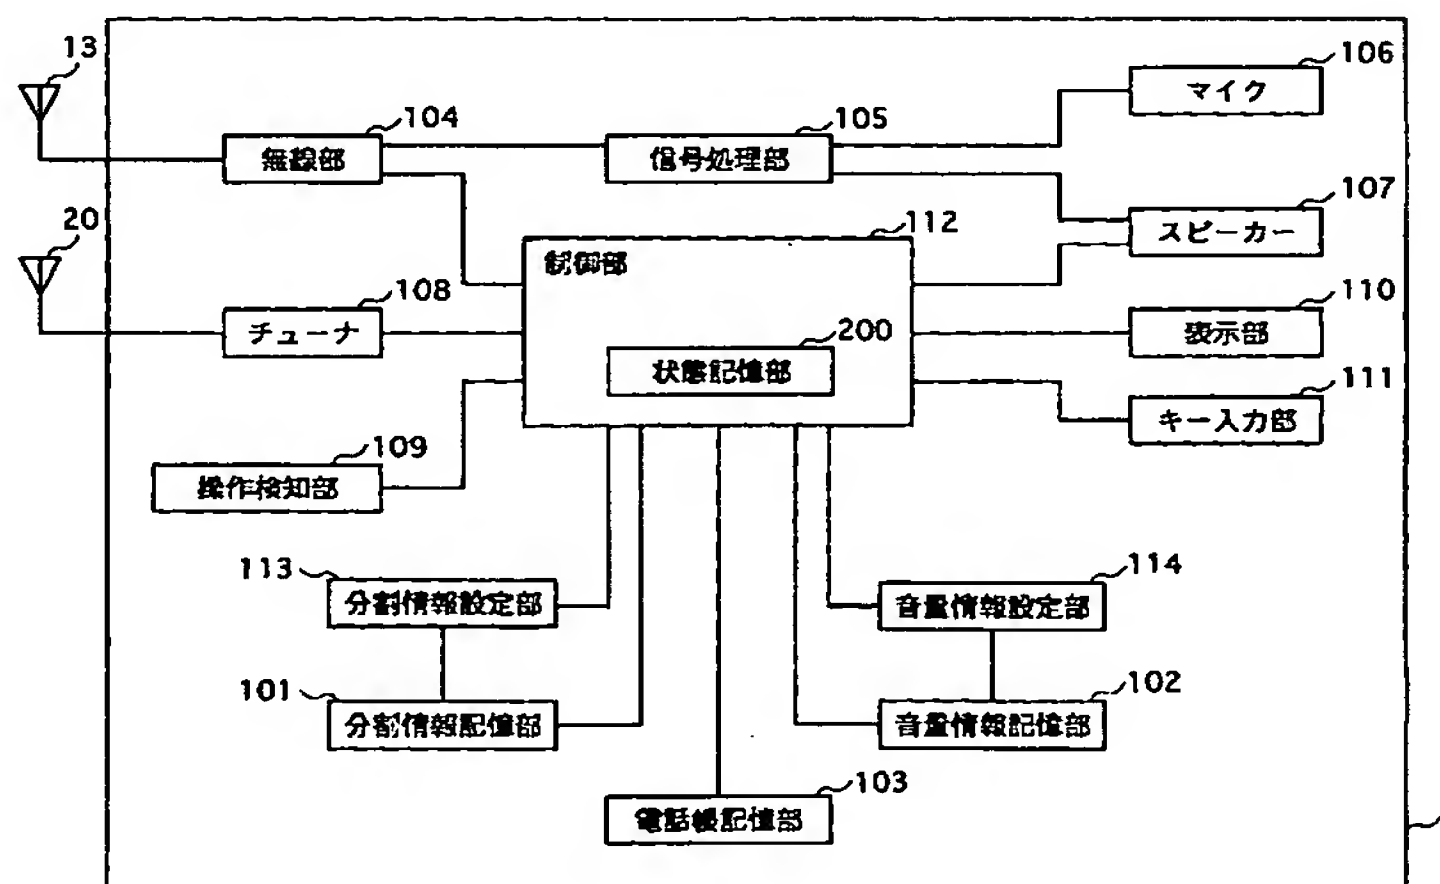 13
106
マイク
104
無線部
105
信号処理部
107
スピーカー
20
112
制御部
108
チューナ
110
表示部
200
状態記憶部
111
キー入力部
109
操作検知部
113
分割情報設定部
114
音量情報設定部
101
分割情報記憶部
102
音量情報記憶部
103
電話帳記憶部